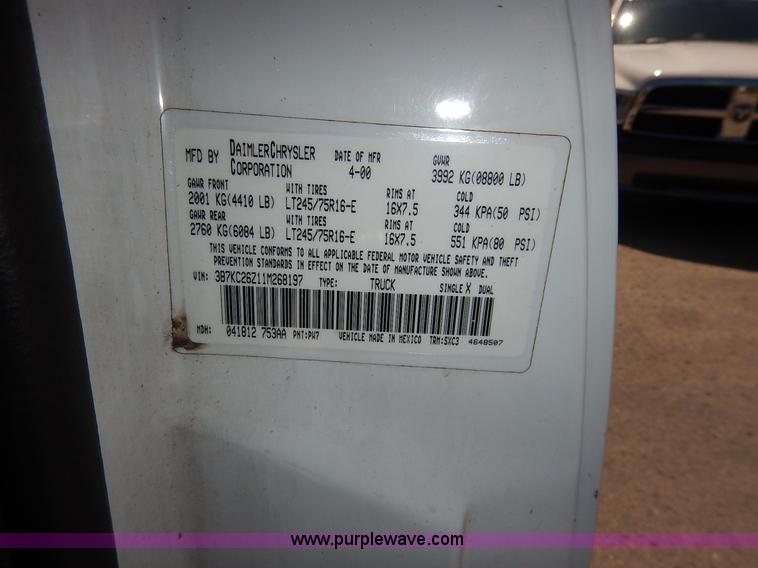 MFD BY DAIMLERCHRYSLER CORPORATION DATE OF MFR 4-00 GVWR 3992 KG(08800 LB)
GAWR FRONT WITH TIRES RIMS AT COLD
2001 KG(4410 LB) LT245/75R16-E 16X7.5 344 KPA(50 PSI)
GAWR REAR WITH TIRES RIMS AT COLD
2760 KG(6084 LB) LT245/75R16-E 16X7.5 551 KPA(80 PSI)
THIS VEHICLE CONFORMS TO ALL APPLICABLE FEDERAL MOTOR VEHICLE SAFETY AND THEFT
PREVENTION STANDARDS IN EFFECT ON THE DATE OF MANUFACTURE SHOWN ABOVE.
VIN: 3B7KC26Z11M268197 TYPE: TRUCK SINGLE X DUAL
MDH: 041812 753AA PNT:PW7 VEHICLE MADE IN MEXICO TRM:SXC3 4648507
www.purplewave.com